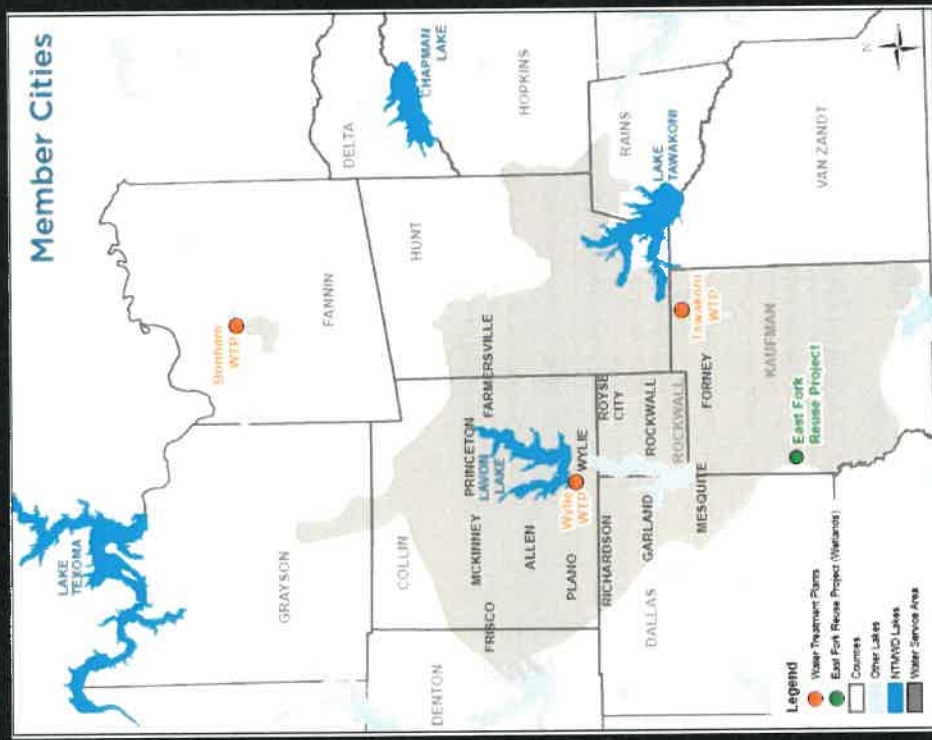 Member Cities
LAKE
TEXOMA
GRAYSON
Bonham
WTP
FANNIN
DELTA
CHAPMAN
LAKE
HOPKINS
HUNT
COLLIN
DENTON
PRINCETON
LAVON
LAKE
FARMERSVILLE
MCKINNEY
FRISCO
ALLEN
PLANO
Wylie
WTP
WYLIE
RICHARDSON
ROYSE
CITY
GARLAND
ROCKWALL
ROCKWALL
DALLAS
MESQUITE
FORNEY
RAINS
LAKE
TAWAKONI
Tawakoni
WTP
KAUFMAN
VAN ZANDT
East Fork
Reuse Project
N
Legend
Water Treatment Plants
East Fork Reuse Project (Wetlands)
Counties
Other Lakes
NTMWD Lakes
Water Service Area